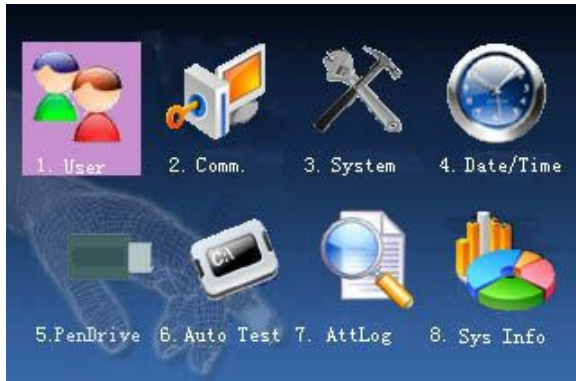 1. User 2. Comm. 3. System 4. Date/Time
C:\
5.PenDrive 6. Auto Test 7. AttLog 8. Sys Info